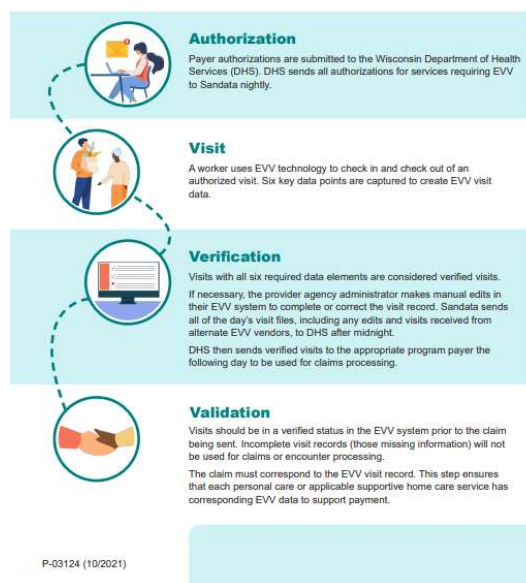 Authorization
Payer authorizations are submitted to the Wisconsin Department of Health
Services (DHS). DHS sends all authorizations for services requiring EVV
to Sandata nightly.
Visit
A worker uses EVV technology to check in and check out of an
authorized visit. Six key data points are captured to create EVV visit
data.
Verification
Visits with all six required data elements are considered verified visits.
If necessary, the provider agency administrator makes manual edits in
their EVV system to complete or correct the visit record. Sandata sends
all of the day's visit files, including any edits and visits received from
alternate EVV vendors, to DHS after midnight.
DHS then sends verified visits to the appropriate program payer the
following day to be used for claims processing.
Validation
Visits should be in a verified status in the EVV system prior to the claim
being sent. Incomplete visit records (those missing information) will not
be used for claims or encounter processing.
The claim must correspond to the EVV visit record. This step ensures
that each personal care or applicable supportive home care service has
corresponding EVV data to support payment.
P-03124 (10/2021)